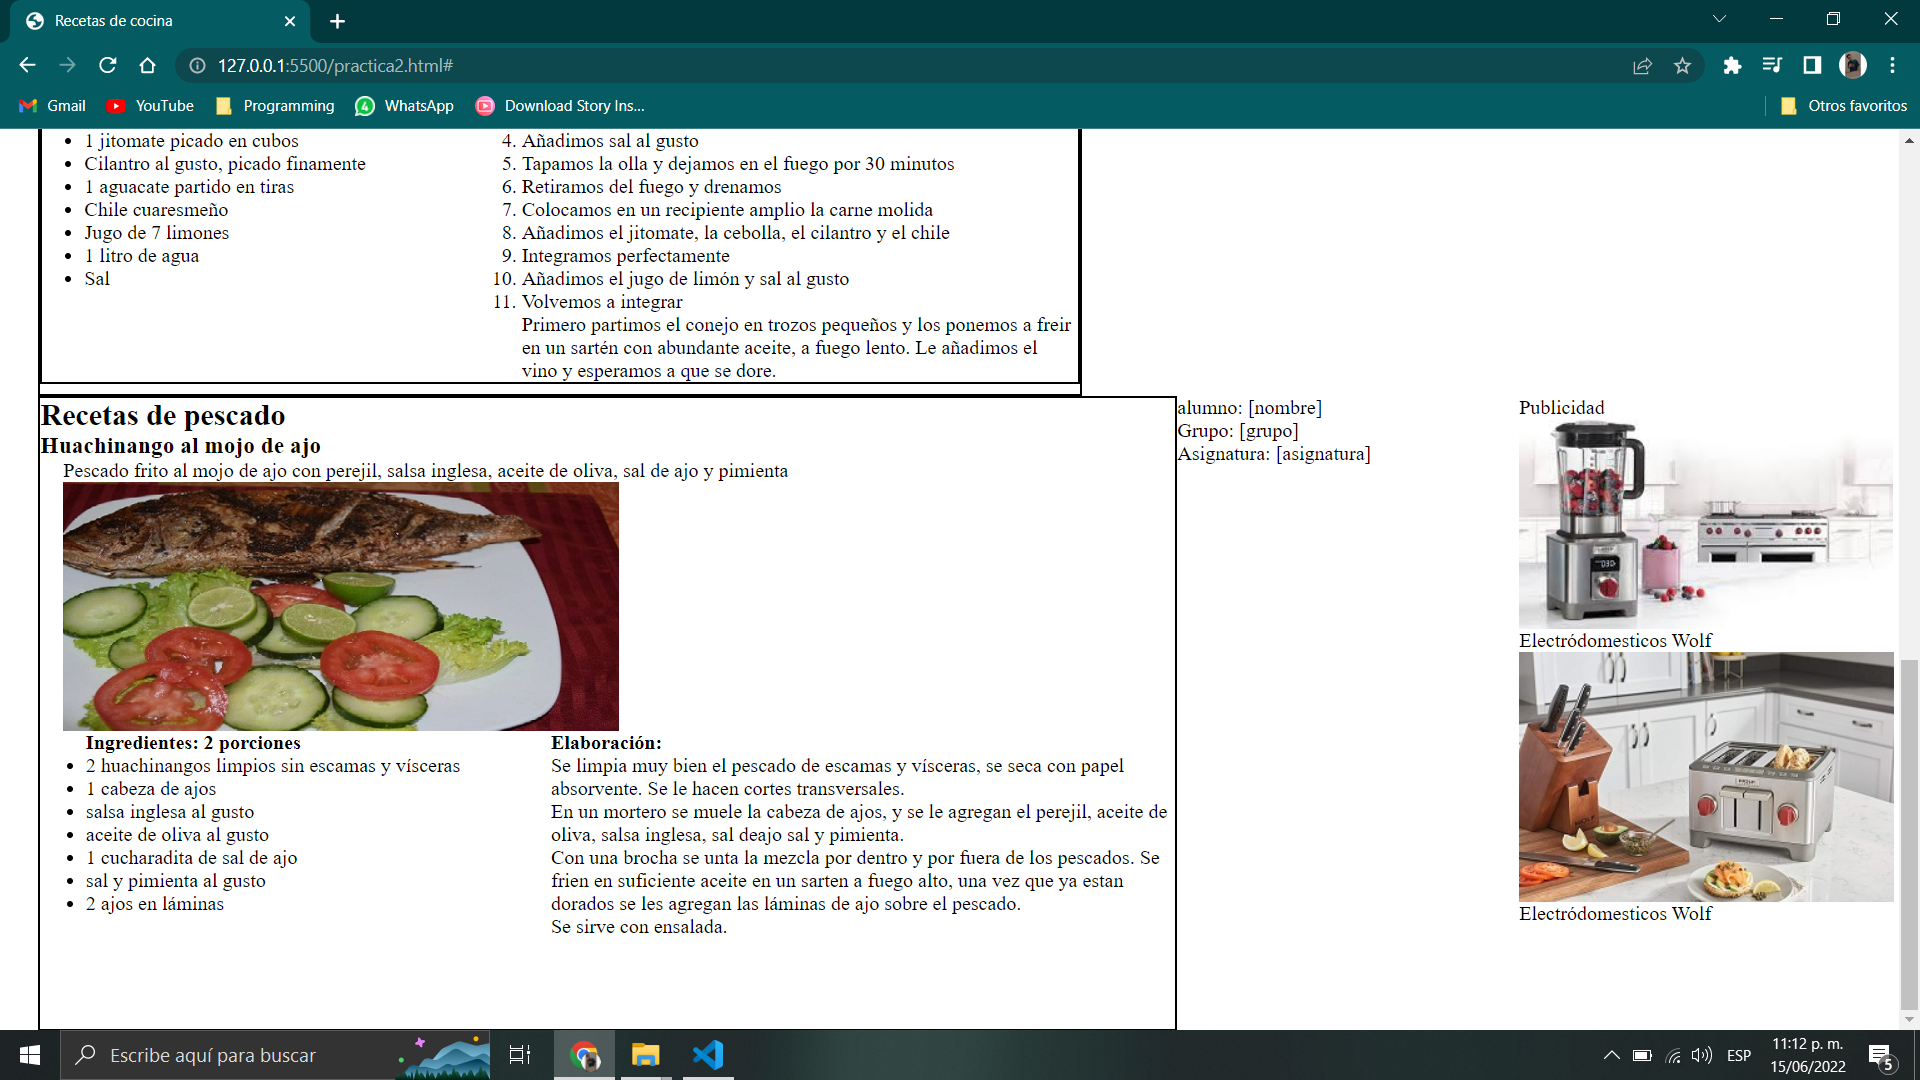 Recetas de cocina
127.0.0.1:5500/practica2.html#
Gmail
YouTube
Programming
WhatsApp
Download Story Ins...
Otros favoritos
1 jitomate picado en cubos
Cilantro al gusto, picado finamente
1 aguacate partido en tiras
Chile cuaresmeño
Jugo de 7 limones
1 litro de agua
Sal
4. Añadimos sal al gusto
5. Tapamos la olla y dejamos en el fuego por 30 minutos
6. Retiramos del fuego y drenamos
7. Colocamos en un recipiente amplio la carne molida
8. Añadimos el jitomate, la cebolla, el cilantro y el chile
9. Integramos perfectamente
10. Añadimos el jugo de limón y sal al gusto
11. Volvemos a integrar
Primero partimos el conejo en trozos pequeños y los ponemos a freir
en un sartén con abundante aceite, a fuego lento. Le añadimos el
vino y esperamos a que se dore.
Recetas de pescado
Huachinango al mojo de ajo
Pescado frito al mojo de ajo con perejil, salsa inglesa, aceite de oliva, sal de ajo y pimienta
Ingredientes: 2 porciones
2 huachinangos limpios sin escamas y vísceras
1 cabeza de ajos
salsa inglesa al gusto
aceite de oliva al gusto
1 cucharadita de sal de ajo
sal y pimienta al gusto
2 ajos en láminas
Elaboración:
Se limpia muy bien el pescado de escamas y vísceras, se seca con papel
absorvente. Se le hacen cortes transversales.
En un mortero se muele la cabeza de ajos, y se le agregan el perejil, aceite de
oliva, salsa inglesa, sal deajo sal y pimienta.
Con una brocha se unta la mezcla por dentro y por fuera de los pescados. Se
frien en suficiente aceite en un sarten a fuego alto, una vez que ya estan
dorados se les agregan las láminas de ajo sobre el pescado.
Se sirve con ensalada.
alumno: [nombre]
Grupo: [grupo]
Asignatura: [asignatura]
Publicidad
Electródomesticos Wolf
Electródomesticos Wolf
Escribe aquí para buscar
ESP
11:12 p. m.
15/06/2022
5